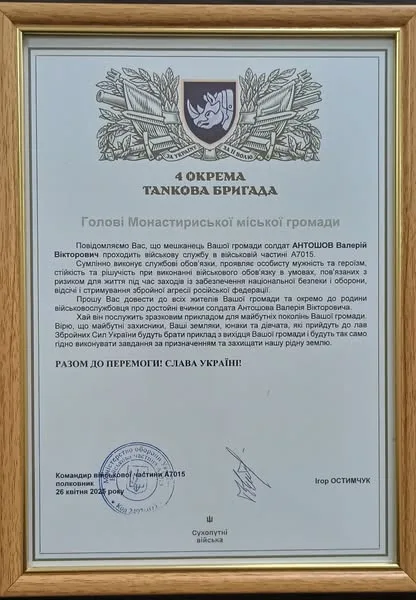 ЗА УКРАЇНУ ЗА ЇЇ ВОЛЮ
4 ОКРЕМА
ТАНКОВА БРИГАДА
Голові Монастириської міської громади
Повідомляємо Вас, що мешканець Вашої громади солдат АНТОШОВ Валерій
Вікторович проходить військову службу в військовій частині А7015.
Сумлінно виконує службові обов'язки, проявляє особисту мужність та героїзм,
стійкість та рішучість при виконанні військового обов'язку в умовах, пов'язаних з
ризиком для життя під час заходів із забезпечення національної безпеки і оборони,
відсічі і стримування збройної агресії російської федерації.
Прошу Вас довести до всіх жителів Вашої громади та окремо до родини
військовослужбовця про достойні вчинки солдата Антошова Валерія Вікторовича.
Хай він послужить зразковим прикладом для майбутніх поколінь Вашої громади.
Вірю, що майбутні захисники, Ваші земляки, юнаки та дівчата, які прийдуть до лав
Збройних Сил України будуть брати приклад з вихідця Вашої громади і будуть так само
гідно виконувати завдання за призначенням та захищати нашу рідну землю.
РАЗОМ ДО ПЕРЕМОГИ! СЛАВА УКРАЇНІ!
Командир військової частини А7015
полковник
26 квітня 2025 року
Ігор ОСТИМЧУК
Міністерство оборони
Сухопутні
війська